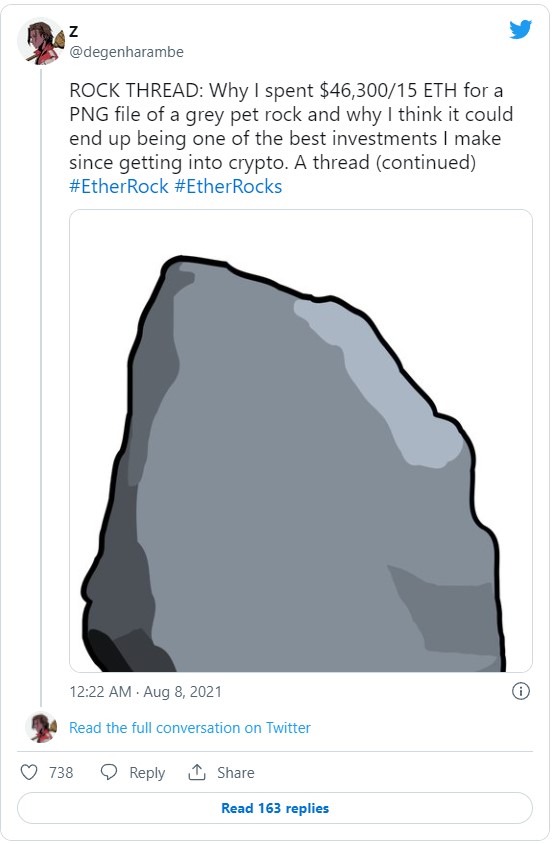 Z
@degenharambe
ROCK THREAD: Why I spent $46,300/15 ETH for a
PNG file of a grey pet rock and why I think it could
end up being one of the best investments I make
since getting into crypto. A thread (continued)
#EtherRock #EtherRocks
12:22 AM · Aug 8, 2021
Read the full conversation on Twitter
738 Reply Share
Read 163 replies